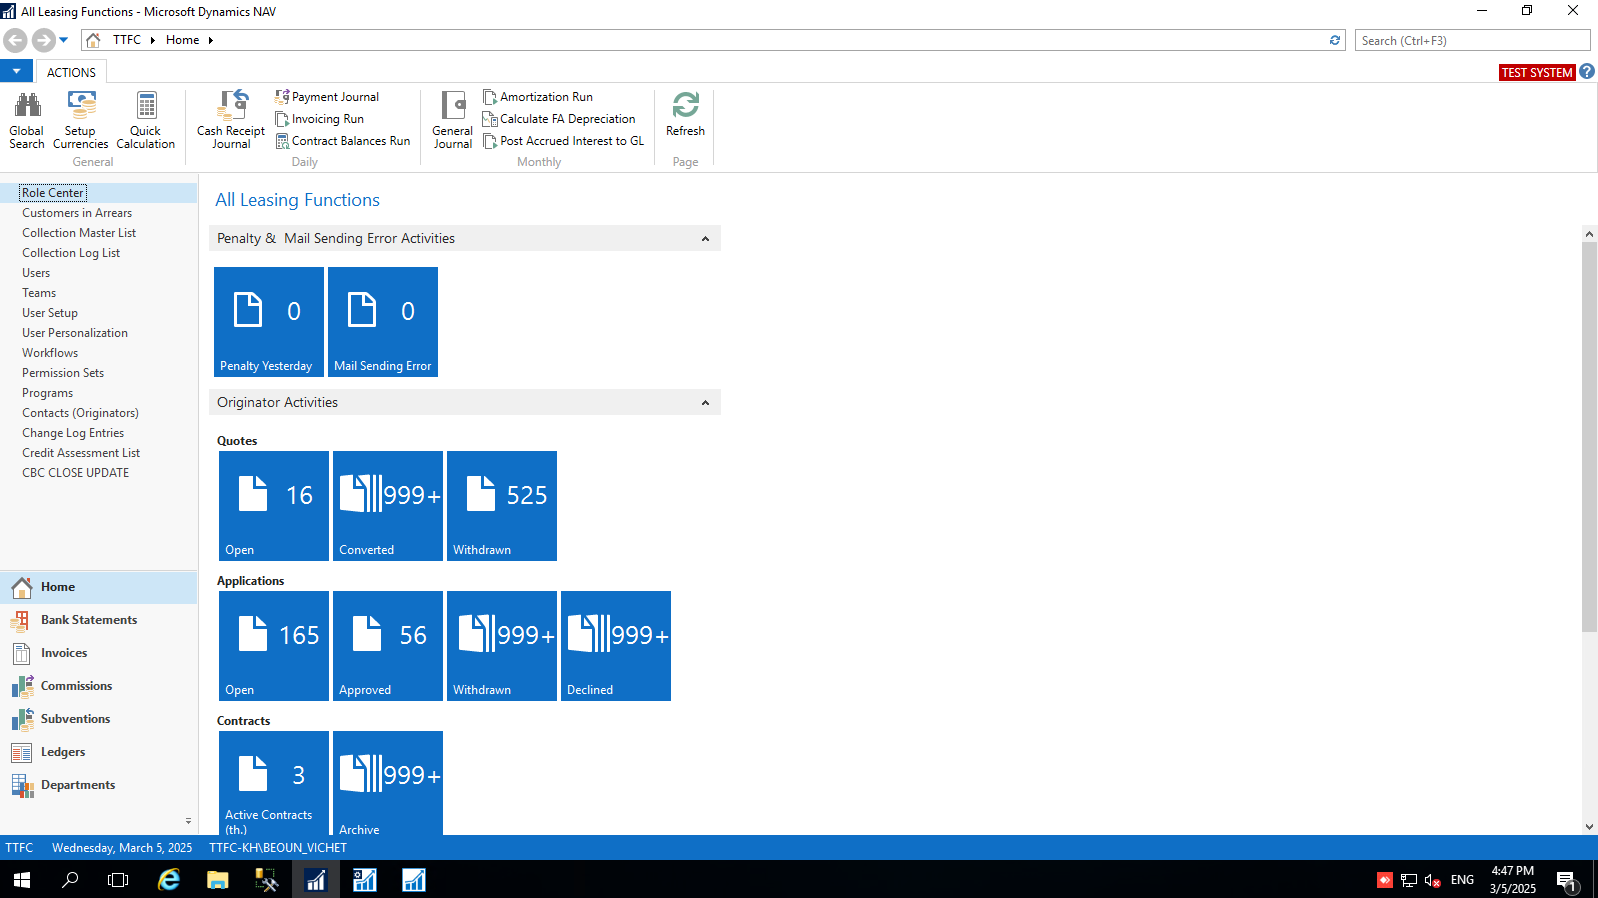 All Leasing Functions - Microsoft Dynamics NAV
TTFC
Home
Search (Ctrl+F3)
ACTIONS
TEST SYSTEM
Global Search
Setup Currencies
Quick Calculation
General
Cash Receipt Journal
Payment Journal
Invoicing Run
Contract Balances Run
Daily
General Journal
Amortization Run
Calculate FA Depreciation
Post Accrued Interest to GL
Monthly
Refresh
Page
Role Center
Customers in Arrears
Collection Master List
Collection Log List
Users
Teams
User Setup
User Personalization
Workflows
Permission Sets
Programs
Contacts (Originators)
Change Log Entries
Credit Assessment List
CBC CLOSE UPDATE
Home
Bank Statements
Invoices
Commissions
Subventions
Ledgers
Departments
All Leasing Functions
Penalty & Mail Sending Error Activities
0
Penalty Yesterday
0
Mail Sending Error
Originator Activities
Quotes
16
Open
999+
Converted
525
Withdrawn
Applications
165
Open
56
Approved
999+
Withdrawn
999+
Declined
Contracts
3
Active Contracts (th.)
999+
Archive
TTFC
Wednesday, March 5, 2025
TTFC-KH\BEOUN_VICHET
ENG
4:47 PM
3/5/2025
1